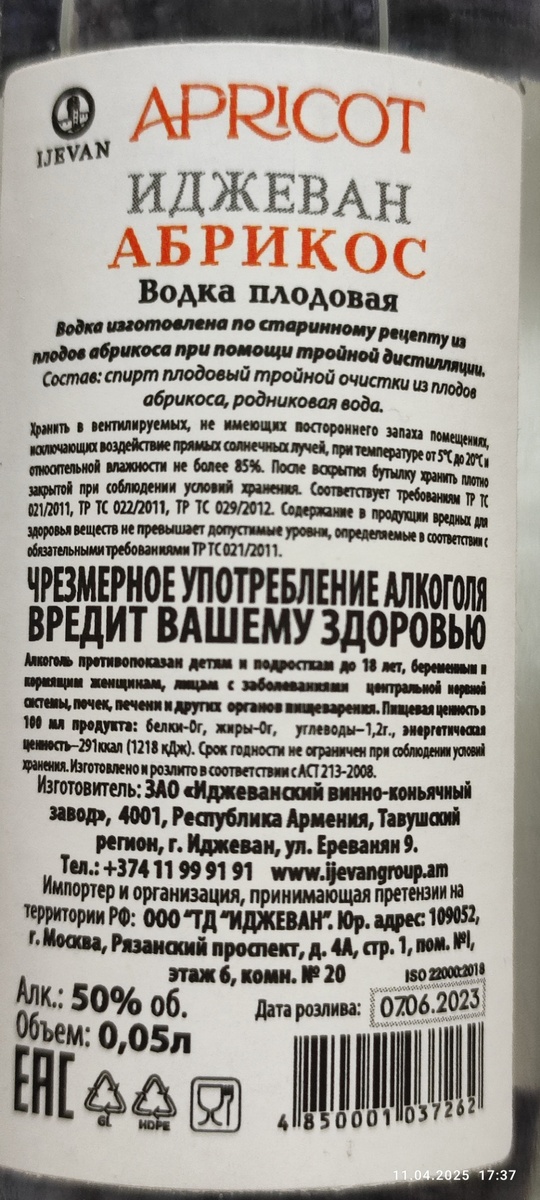 APRICOT
IJEVAN
ИДЖЕВАН
АБРИКОС
Водка плодовая
Водка изготовлена по старинному рецепту из
плодов абрикоса при помощи тройной дистилляции.
Состав: спирт плодовый тройной очистки из плодов
абрикоса, родниковая вода.
Хранить в вентилируемых, не имеющих постороннего запаха помещениях,
исключающих воздействие прямых солнечных лучей, при температуре от 5°С до 20°С и
относительной влажности не более 85%. После вскрытия бутылку хранить плотно
закрытой при соблюдении условий хранения. Соответствует требованиям ТР ТС
021/2011, ТР ТС 022/2011, ТР ТС 029/2012. Содержание в продукции вредных для
здоровья веществ не превышает допустимые уровни, определяемые в соответствии с
обязательными требованиями ТР ТС 021/2011.
ЧРЕЗМЕРНОЕ УПОТРЕБЛЕНИЕ АЛКОГОЛЯ
ВРЕДИТ ВАШЕМУ ЗДОРОВЬЮ
Алкоголь противопоказан детям и подросткам до 18 лет, беременным и
кормящим женщинам, лицам с заболеваниями центральной нервной
системы, почек, печени и других органов пищеварения. Пищевая ценность в
100 мл продукта: белки-0г, жиры-0г, углеводы-1,2г., энергетическая
ценность-291ккал (1218 кДж). Срок годности не ограничен при соблюдении условий
хранения. Изготовлено и розлито в соответствии с АСТ 213-2008.
Изготовитель: ЗАО «Иджеванский винно-коньячный
завод», 4001, Республика Армения, Тавушский
регион, г. Иджеван, ул. Ереванян 9.
Тел.: +374 11 99 91 91 www.ijevangroup.am
Импортер и организация, принимающая претензии на
территории РФ: ООО "ТД "ИДЖЕВАН". Юр. адрес: 109052,
г. Москва, Рязанский проспект, д. 4А, стр. 1, пом. №I,
этаж 6, комн. № 20
ISO 22000:2018
Алк.: 50% об.
Дата розлива: 07.06.2023
Объем: 0,05л
EAC
GL
HDPE
4 850001 037262
11.04.2025 17:37